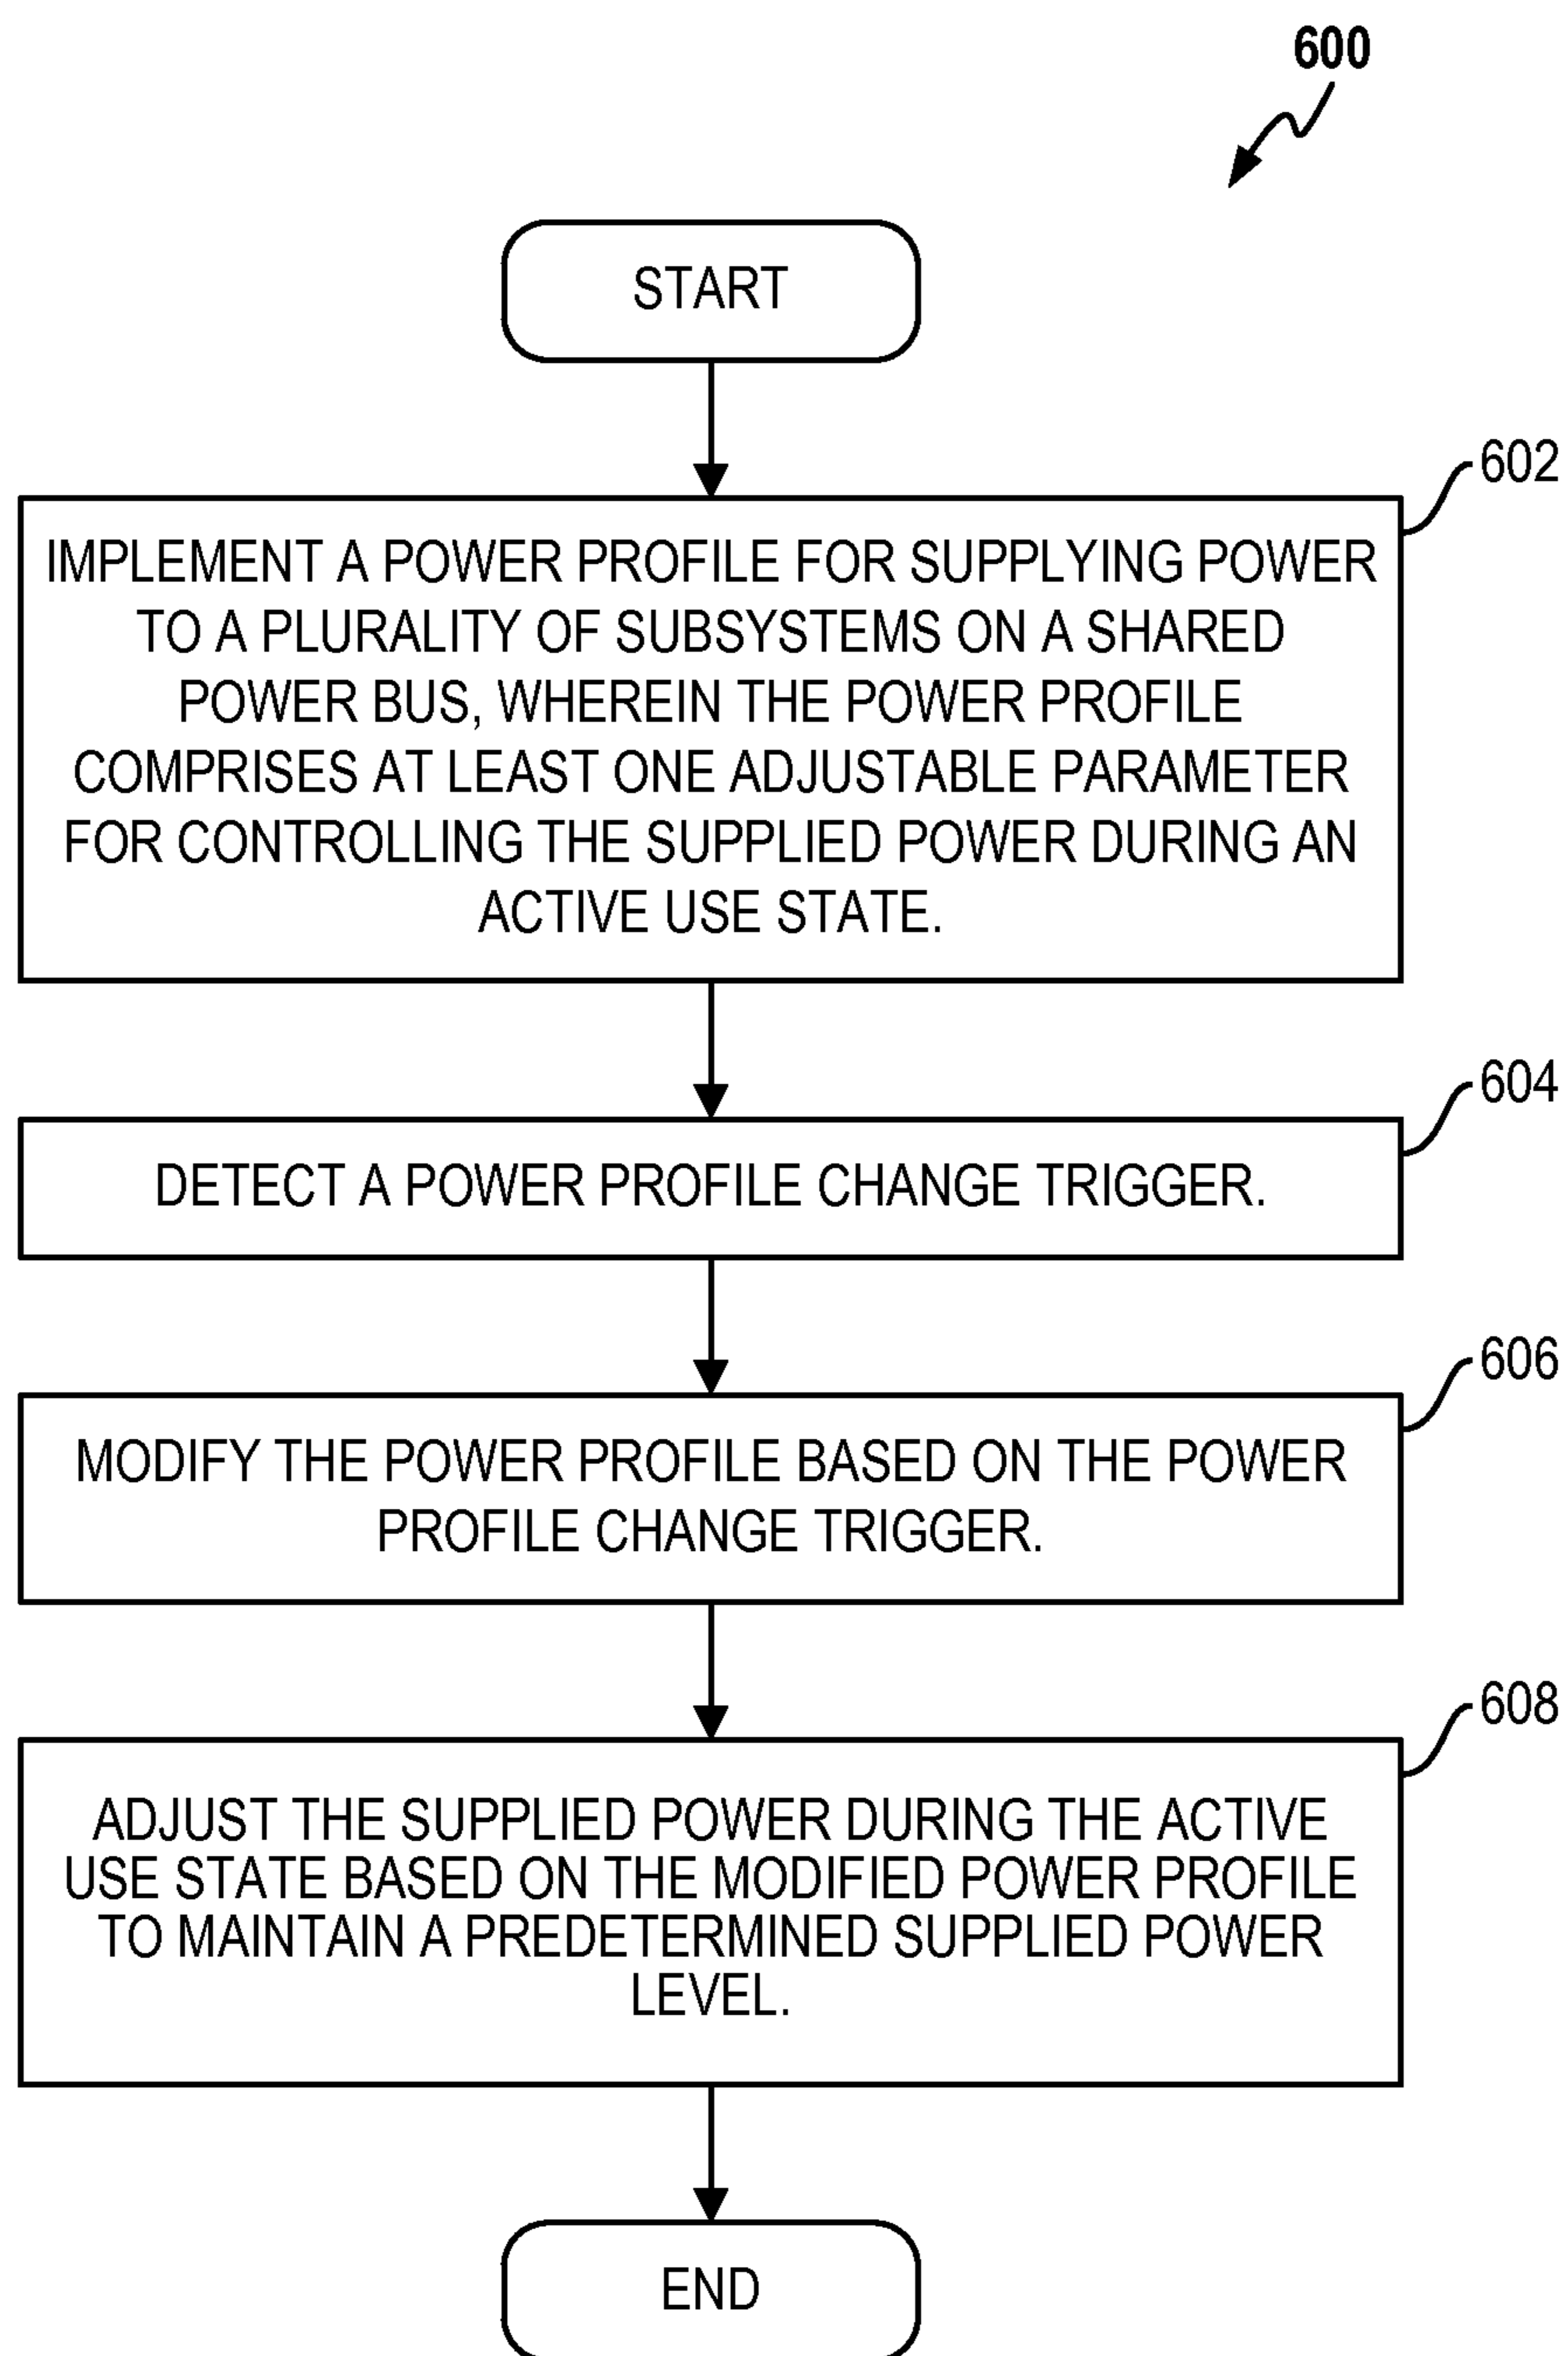 600
START
602
IMPLEMENT A POWER PROFILE FOR SUPPLYING POWER
TO A PLURALITY OF SUBSYSTEMS ON A SHARED
POWER BUS, WHEREIN THE POWER PROFILE
COMPRISES AT LEAST ONE ADJUSTABLE PARAMETER
FOR CONTROLLING THE SUPPLIED POWER DURING AN
ACTIVE USE STATE.
604
DETECT A POWER PROFILE CHANGE TRIGGER.
606
MODIFY THE POWER PROFILE BASED ON THE POWER
PROFILE CHANGE TRIGGER.
608
ADJUST THE SUPPLIED POWER DURING THE ACTIVE
USE STATE BASED ON THE MODIFIED POWER PROFILE
TO MAINTAIN A PREDETERMINED SUPPLIED POWER
LEVEL.
END